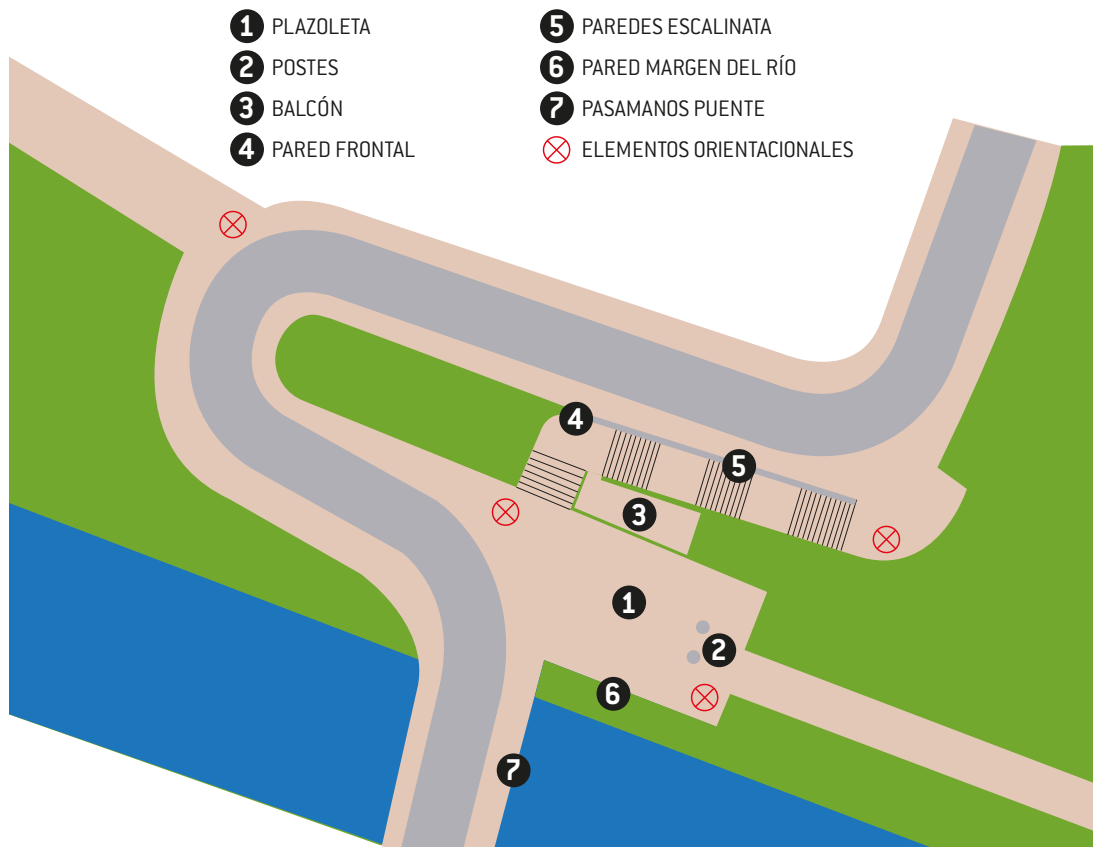 1 PLAZOLETA
2 POSTES
3 BALCÓN
4 PARED FRONTAL
5 PAREDES ESCALINATA
6 PARED MARGEN DEL RÍO
7 PASAMANOS PUENTE
ELEMENTOS ORIENTACIONALES
4
5
3
1
2
6
7